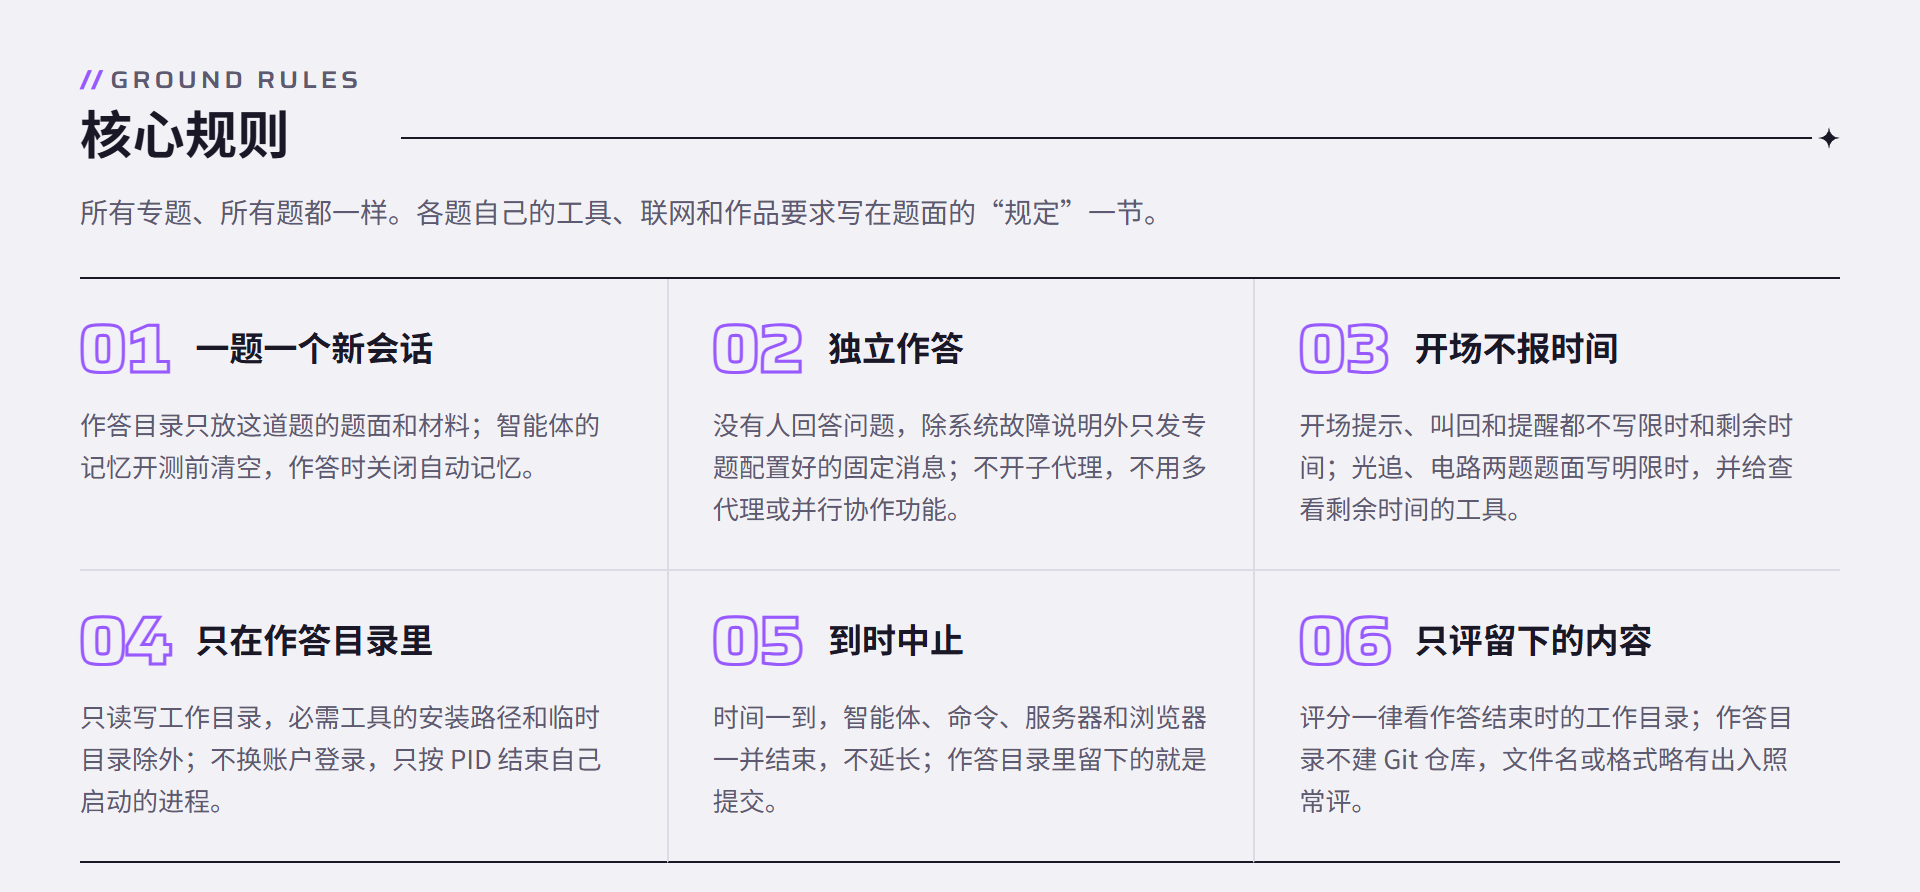 // GROUND RULES
核心规则
所有专题、所有题都一样。各题自己的工具、联网和作品要求写在题面的“规定”一节。
01 一题一个新会话
作答目录只放这道题的题面和材料；智能体的
记忆开测前清空，作答时关闭自动记忆。
02 独立作答
没有人回答问题，除系统故障说明外只发专
题配置好的固定消息；不开子代理，不用多
代理或并行协作功能。
03 开场不报时间
开场提示、叫回和提醒都不写限时和剩余时
间；光追、电路两题题面写明限时，并给查
看剩余时间的工具。
04 只在作答目录里
只读写工作目录，必需工具的安装路径和临时
目录除外；不换账户登录，只按 PID 结束自己
启动的进程。
05 到时中止
时间一到，智能体、命令、服务器和浏览器
一并结束，不延长；作答目录里留下的就是
提交。
06 只评留下的内容
评分一律看作答结束时的工作目录；作答目
录不建 Git 仓库，文件名或格式略有出入照
常评。